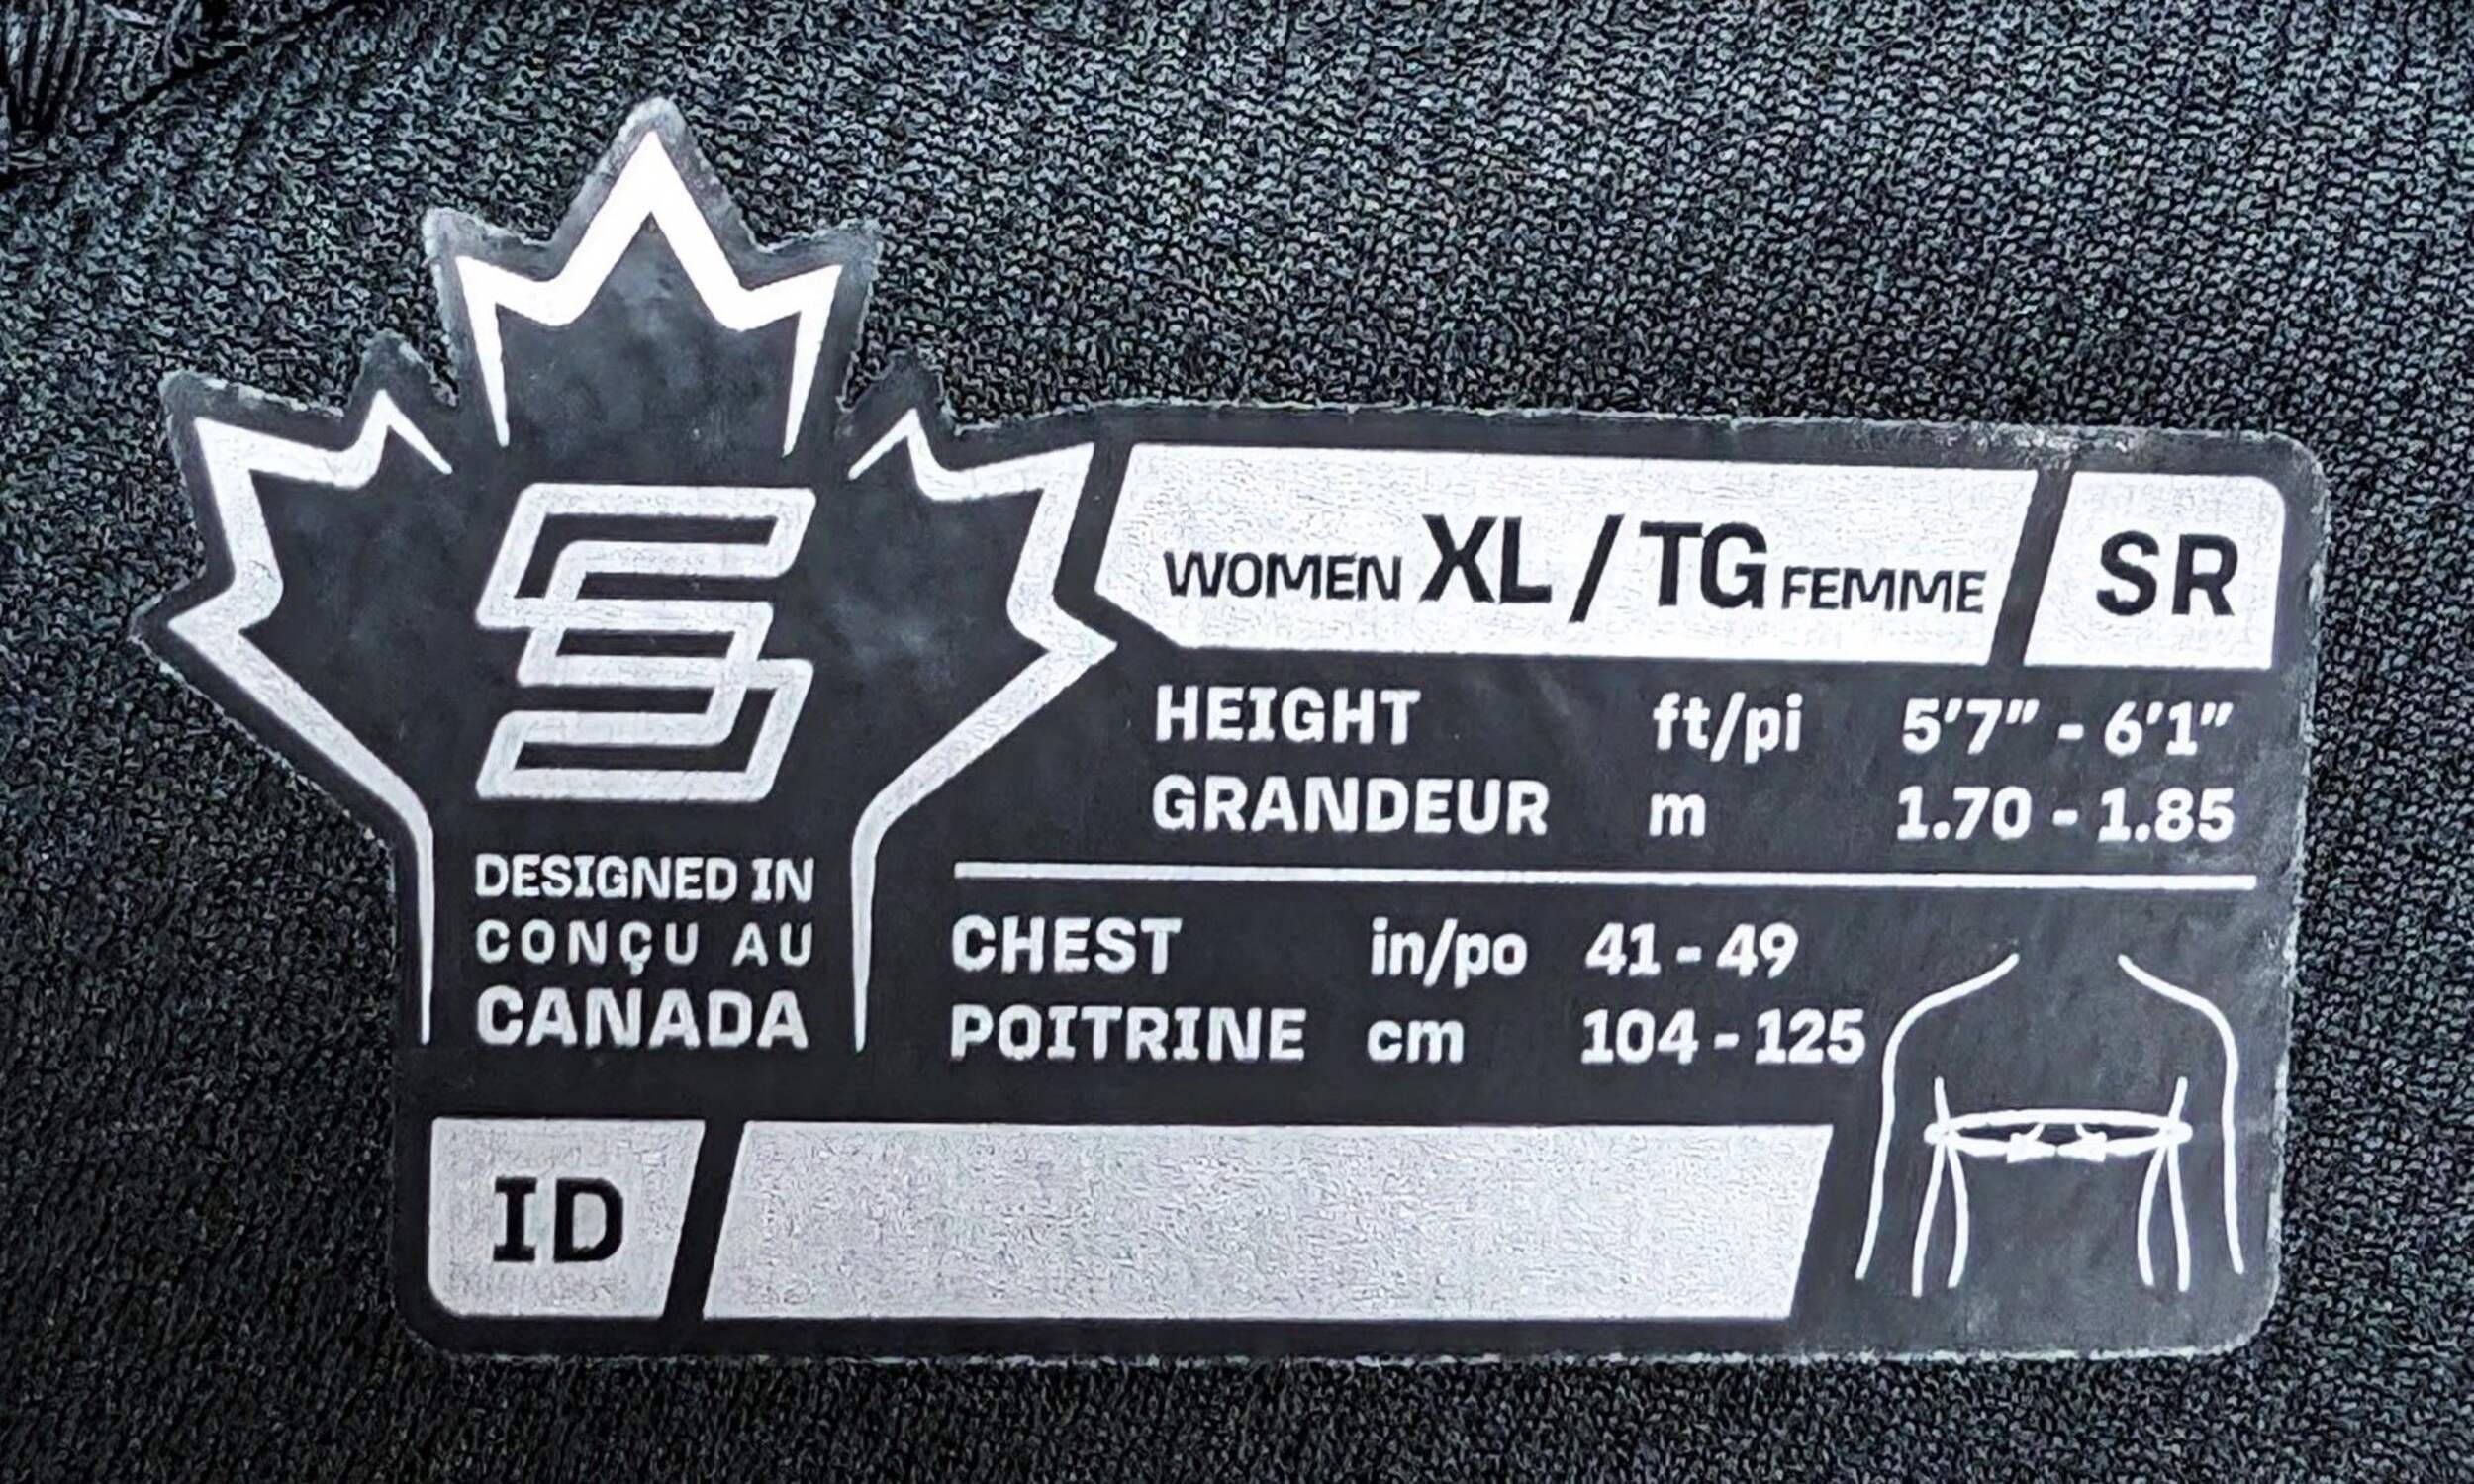 WOMEN XL / TG FEMME SR
HEIGHT ft/pi 5'7" - 6'1"
GRANDEUR m 1.70 - 1.85
DESIGNED IN
CONÇU AU
CANADA
CHEST in/po 41 - 49
POITRINE cm 104 - 125
ID